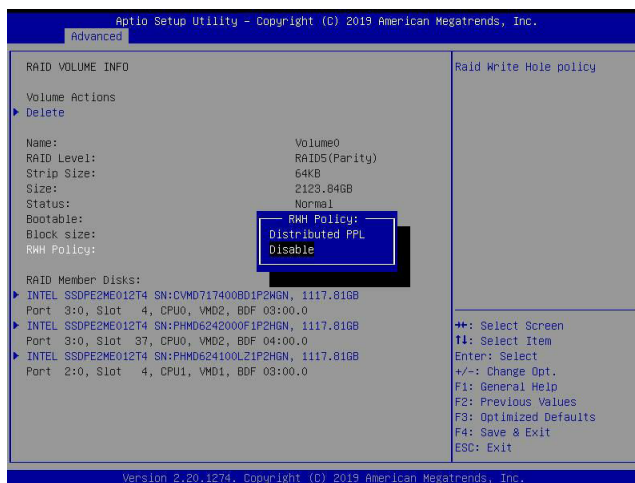 Aptio Setup Utility – Copyright (C) 2019 American Megatrends, Inc.
Advanced
RAID VOLUME INFO
Raid Write Hole policy
Volume Actions
Delete
Name: Volume0
RAID Level: RAID5(Parity)
Strip Size: 64KB
Size: 2123.84GB
Status: Normal
Bootable:
RWH Policy:
Block size: Distributed PPL
RWH Policy: Disable
RAID Member Disks:
INTEL SSDPE2ME012T4 SN:CVMD717400BD1P2WGN, 1117.81GB
Port 3:0, Slot 4, CPU0, VMD2, BDF 03:00.0
INTEL SSDPE2ME012T4 SN:PHMD6242000F1P2HGN, 1117.81GB
Port 3:0, Slot 37, CPU0, VMD2, BDF 04:00.0
INTEL SSDPE2ME012T4 SN:PHMD624100LZ1P2HGN, 1117.81GB
Port 2:0, Slot 4, CPU1, VMD1, BDF 03:00.0
→←: Select Screen
↑↓: Select Item
Enter: Select
+/-: Change Opt.
F1: General Help
F2: Previous Values
F3: Optimized Defaults
F4: Save & Exit
ESC: Exit
Version 2.20.1274. Copyright (C) 2019 American Megatrends, Inc.